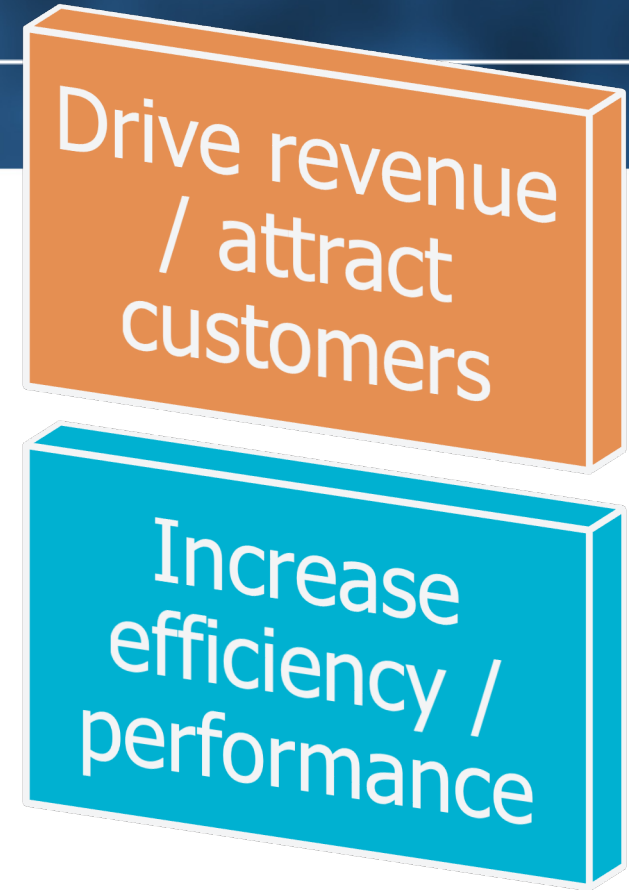 Drive revenue
/ attract
customers
Increase
efficiency /
performance